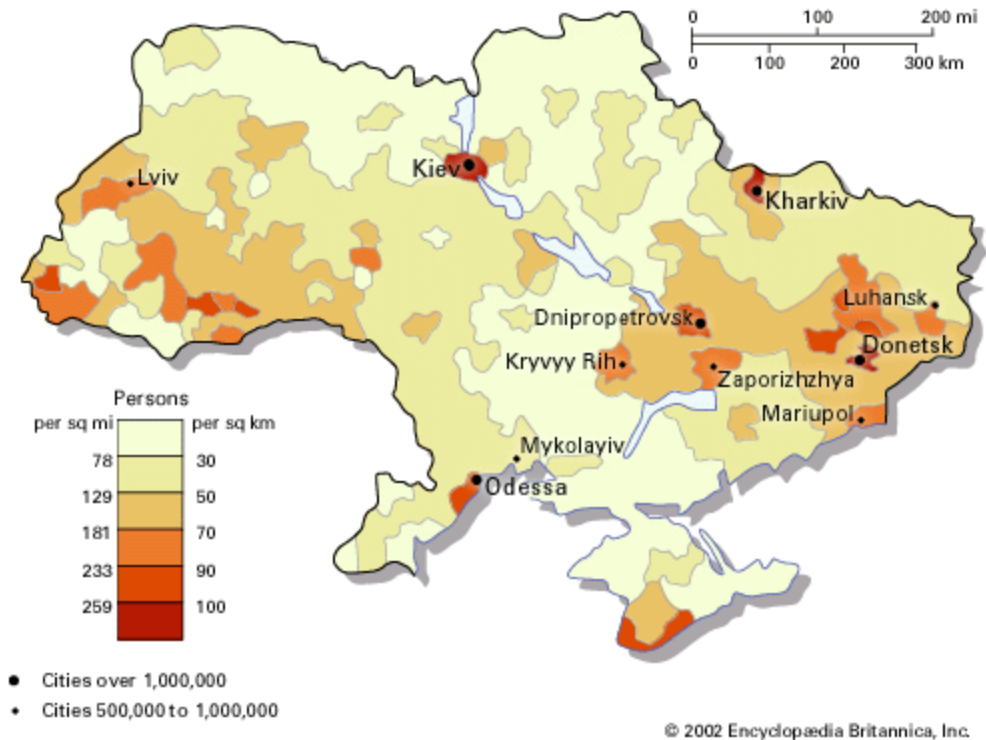 0 100 200 mi
0 100 200 300 km
Kiev
Lviv
Kharkiv
Luhansk
Dnipropetrovsk
Donetsk
Kryvyy Rih
Zaporizhzhya
Mariupol
Mykolayiv
Odessa
Persons
per sq mi per sq km
78 30
129 50
181 70
233 90
259 100
Cities over 1,000,000
Cities 500,000 to 1,000,000
© 2002 Encyclopædia Britannica, Inc.